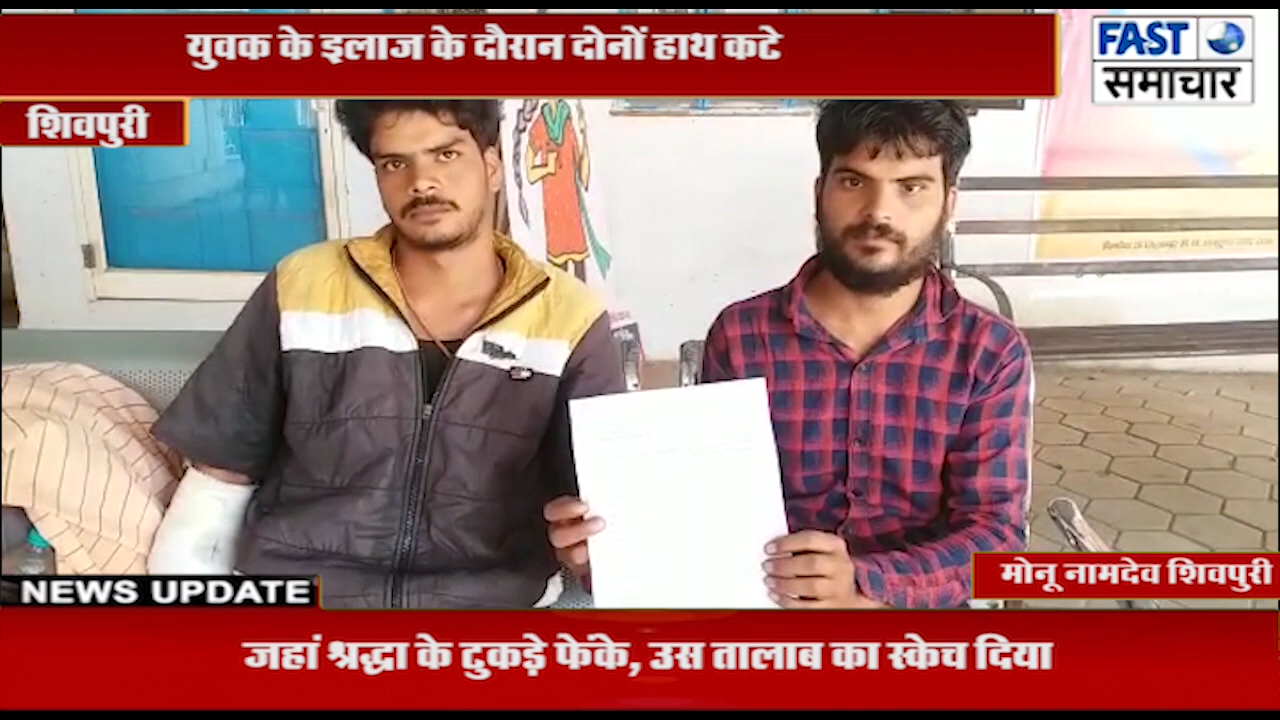 युवक के इलाज के दौरान दोनों हाथ कटे
FAST
समाचार
शिवपुरी
मोनू नामदेव शिवपुरी
NEWS UPDATE
जहां श्रद्धा के टुकड़े फेंके, उस तालाब का स्केच दिया